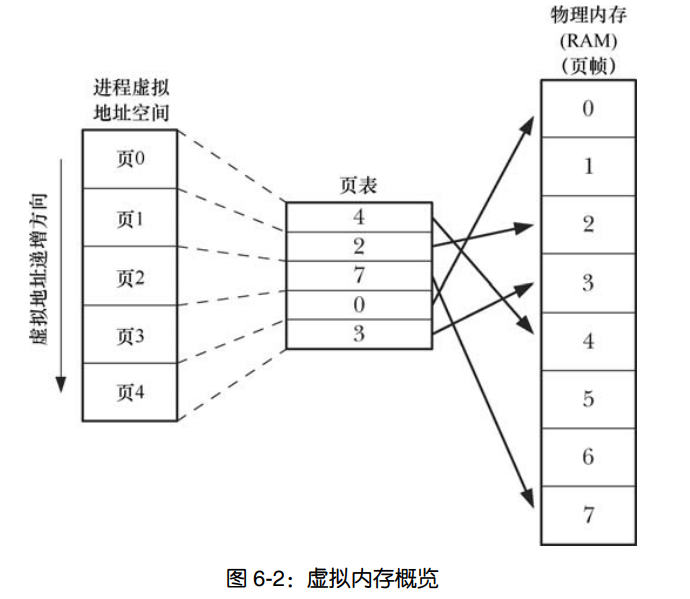 进程虚拟
地址空间
虚拟地址递增方向
页0
页1
页2
页3
页4
页表
4
2
7
0
3
物理内存
(RAM)
（页帧）
0
1
2
3
4
5
6
7
图 6-2：虚拟内存概览